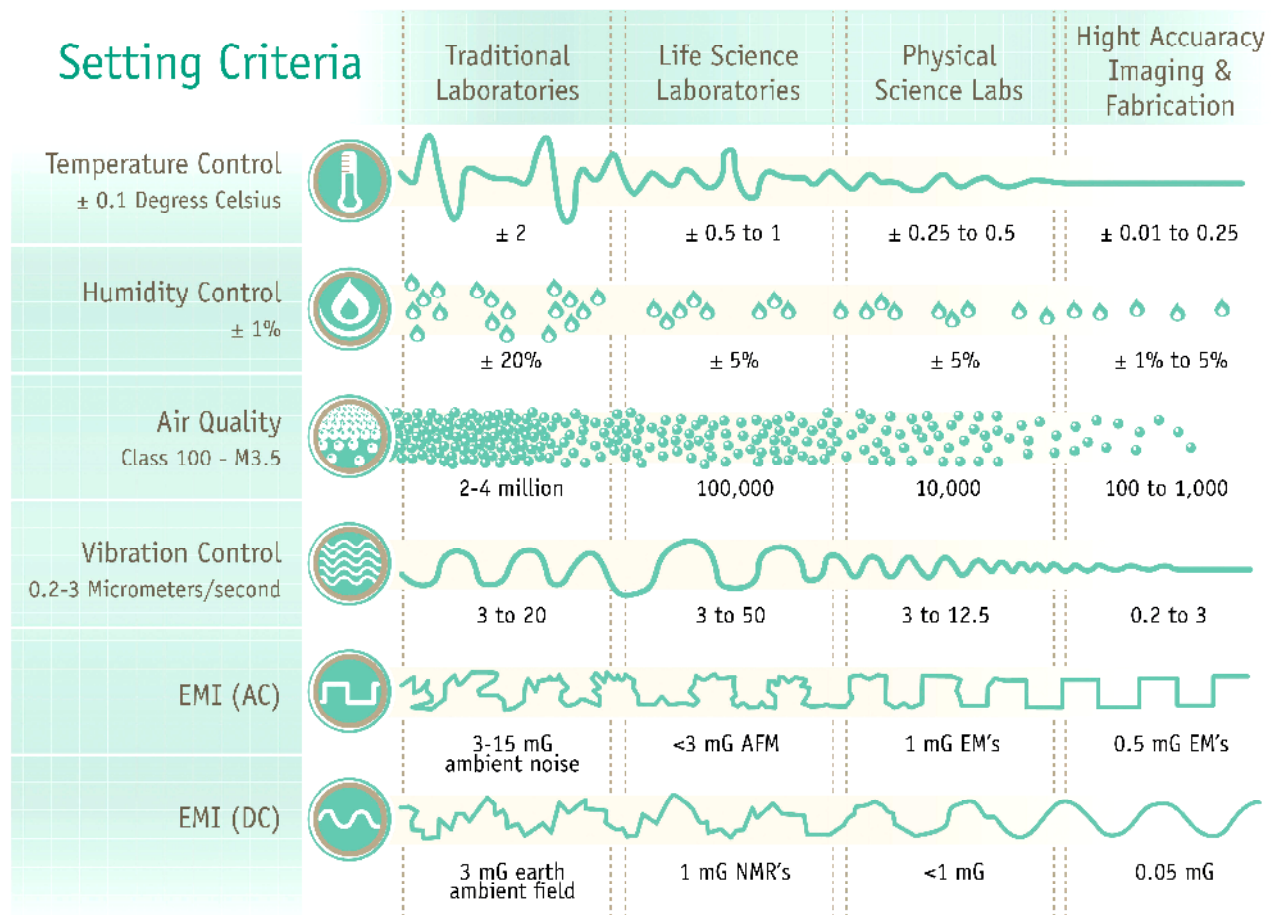 Setting Criteria
Traditional
Laboratories
Life Science
Laboratories
Physical
Science Labs
Hight Accuaracy
Imaging &
Fabrication
Temperature Control
± 0.1 Degress Celsius
± 2
± 0.5 to 1
± 0.25 to 0.5
± 0.01 to 0.25
Humidity Control
± 1%
± 20%
± 5%
± 5%
± 1% to 5%
Air Quality
Class 100 - M3.5
2-4 million
100,000
10,000
100 to 1,000
Vibration Control
0.2-3 Micrometers/second
3 to 20
3 to 50
3 to 12.5
0.2 to 3
EMI (AC)
3-15 mG
ambient noise
<3 mG AFM
1 mG EM's
0.5 mG EM's
EMI (DC)
3 mG earth
ambient field
1 mG NMR's
<1 mG
0.05 mG